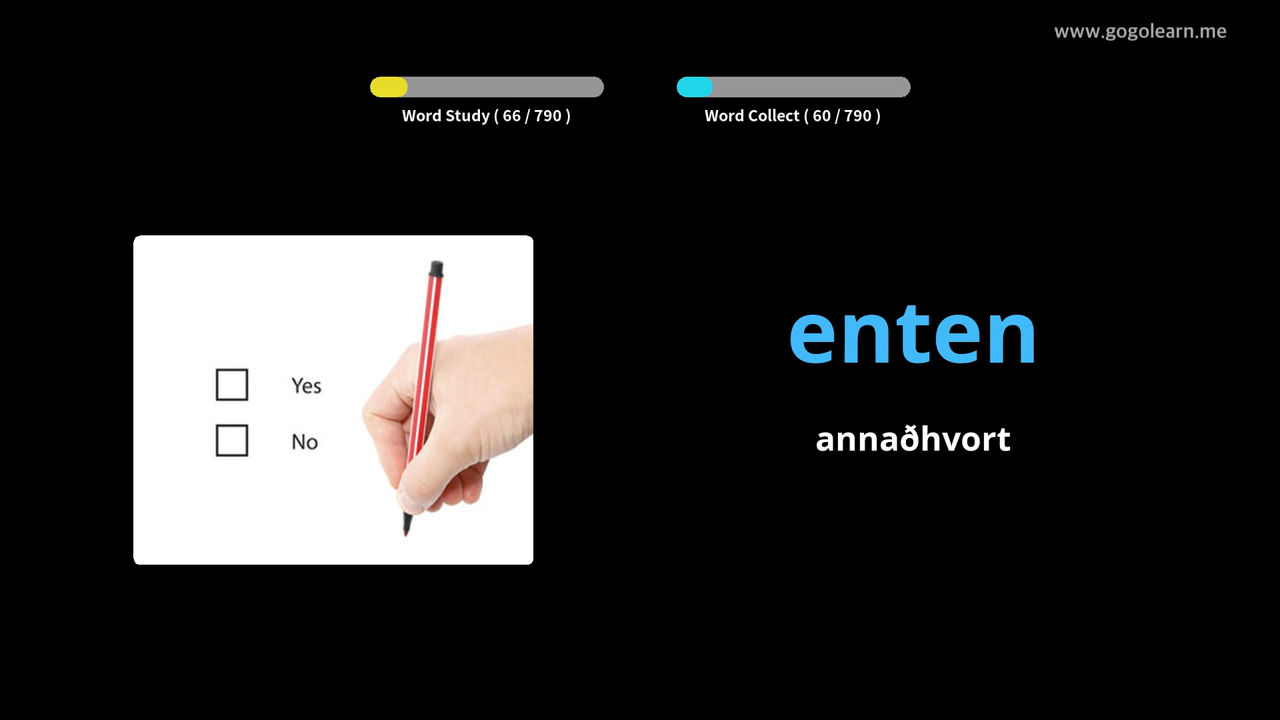 www.gogolearn.me
Word Study ( 66 / 790 )
Word Collect ( 60 / 790 )
Yes
No
enten
annaðhvort